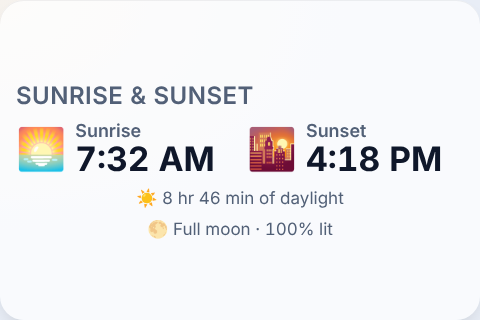 SUNRISE & SUNSET
Sunrise
7:32 AM
Sunset
4:18 PM
8 hr 46 min of daylight
Full moon · 100% lit